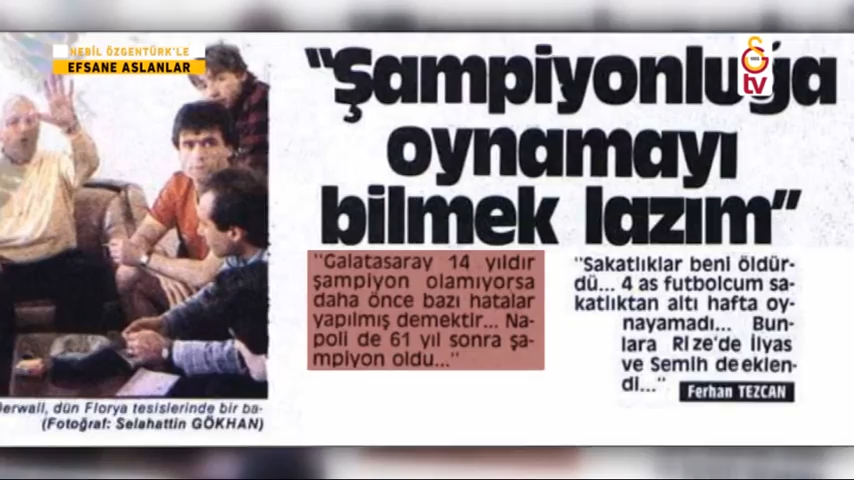 NEBİL ÖZGENTÜRK'LE
EFSANE ASLANLAR
tv
"Şampiyonluğa
oynamayı
bilmek lazım"
"Galatasaray 14 yıldır
şampiyon olamıyorsa
daha önce bazı hatalar
yapılmış demektir... Na-
poli de 61 yıl sonra şa-
mpiyon oldu..."
"Sakatlıklar beni öldür-
dü... 4 as futbolcum sa-
katlıktan altı hafta oy-
nayamadı... Bun-
lara Rize'de İlyas
ve Semih de eklen-
di..."
Ferhan TEZCAN
Derwall, dün Florya tesislerinde bir ba-
(Fotoğraf: Selahattin GÖKHAN)